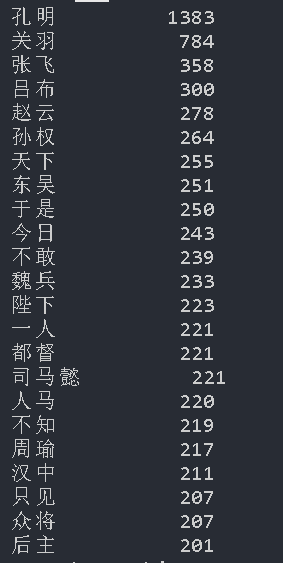 孔明 1383
关羽 784
张飞 358
吕布 300
赵云 278
孙权 264
天下 255
东吴 251
于是 250
今日 243
不敢 239
魏兵 233
陛下 223
一人 221
都督 221
司马懿 221
人马 220
不知 219
周瑜 217
汉中 211
只见 207
众将 207
后主 201